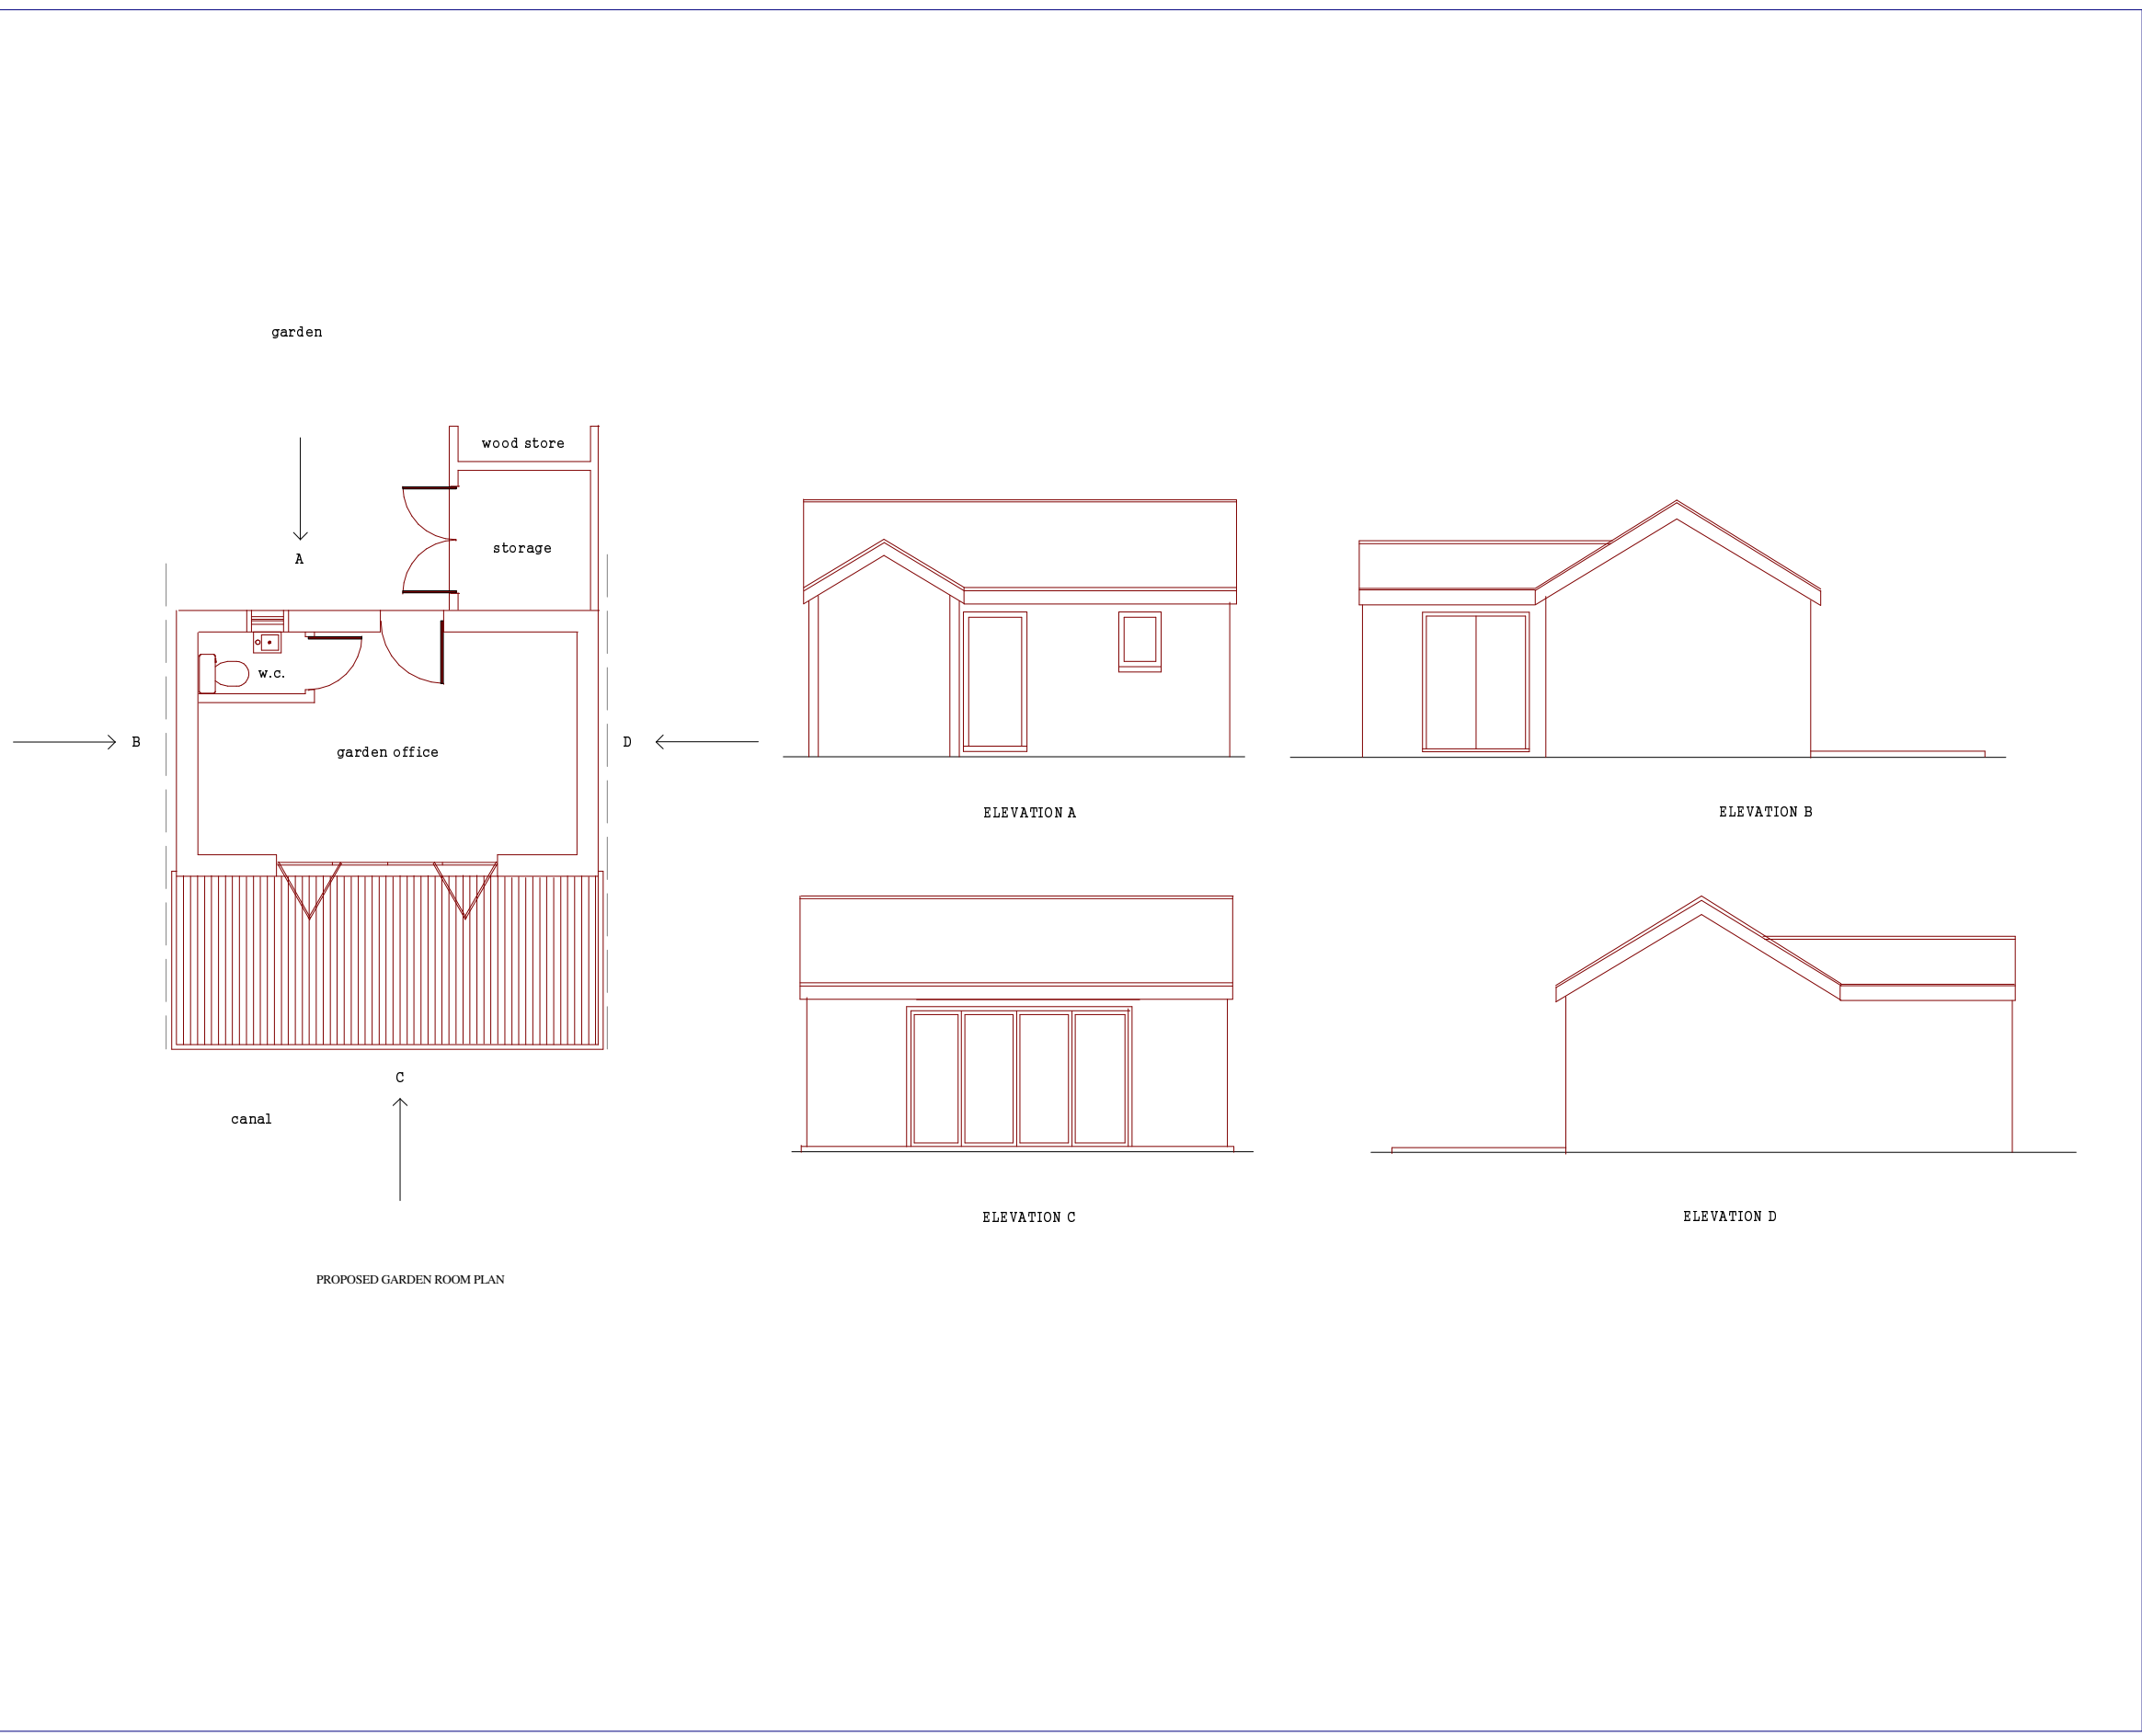 garden
wood store
storage
A
w.c.
B
D
garden office
ELEVATION A
ELEVATION B
C
canal
ELEVATION C
ELEVATION D
PROPOSED GARDEN ROOM PLAN